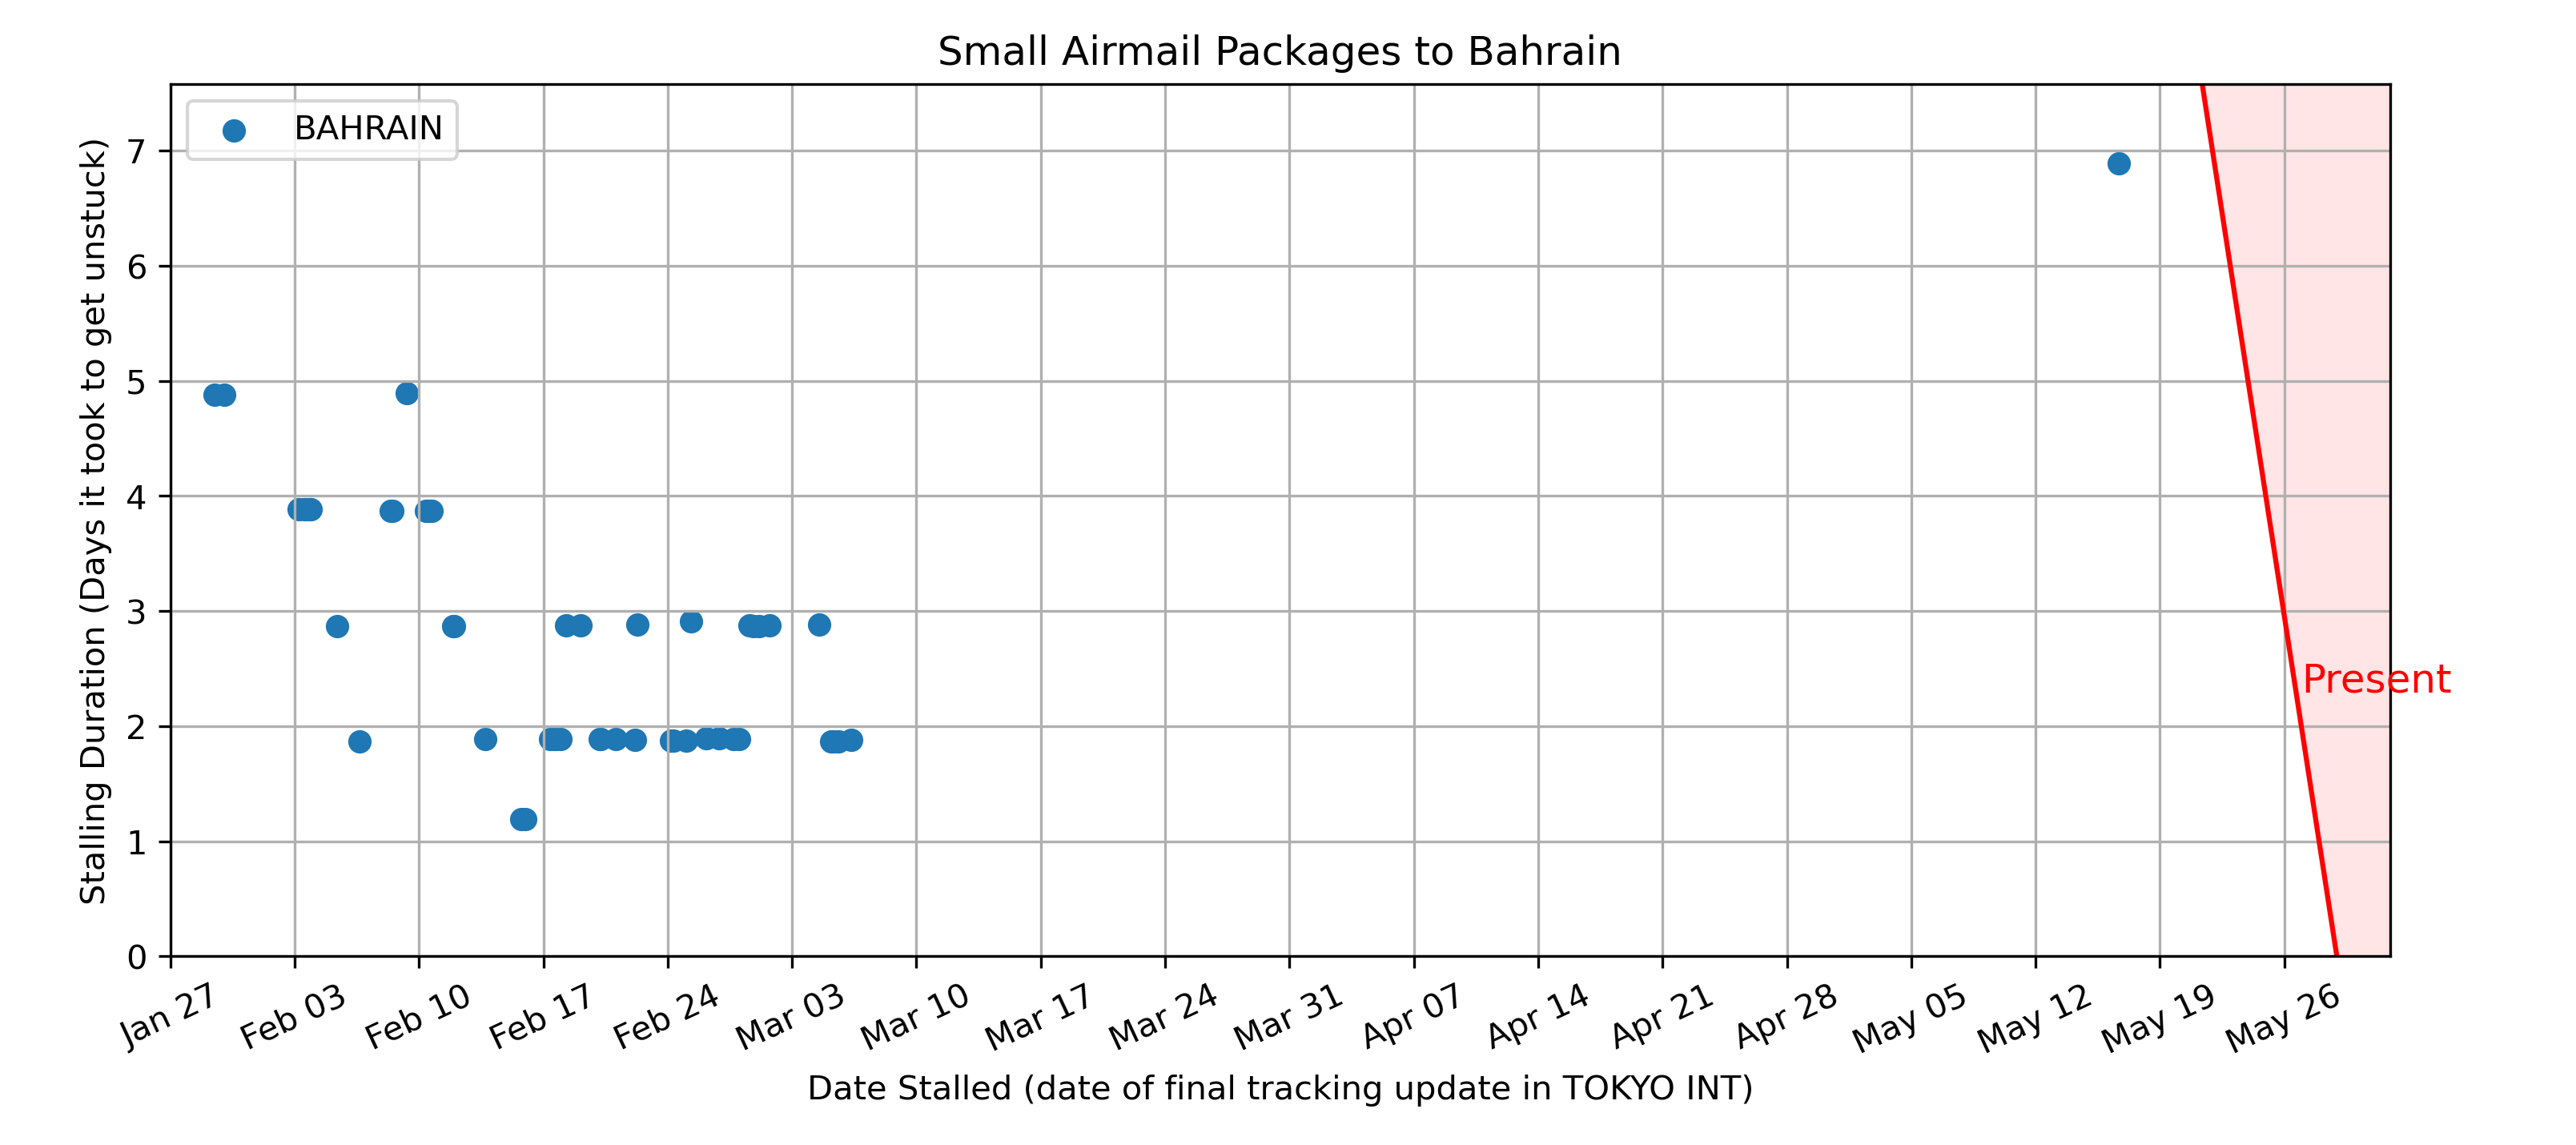 Small Airmail Packages to Bahrain
BAHRAIN
Stalling Duration (Days it took to get unstuck)
7
6
5
4
3
2
1
0
Present
Jan 27
Feb 03
Feb 10
Feb 17
Feb 24
Mar 03
Mar 10
Mar 17
Mar 24
Mar 31
Apr 07
Apr 14
Apr 21
Apr 28
May 05
May 12
May 19
May 26
Date Stalled (date of final tracking update in TOKYO INT)